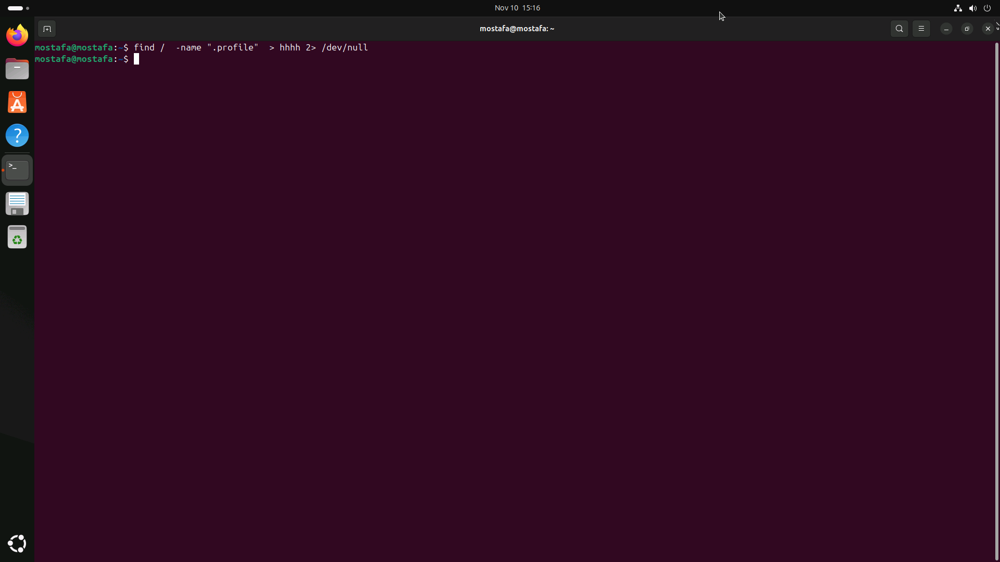 Nov 10 15:16
mostafa@mostafa: ~
mostafa@mostafa:~$ find /  -name ".profile"  > hhhh 2> /dev/null
mostafa@mostafa:~$